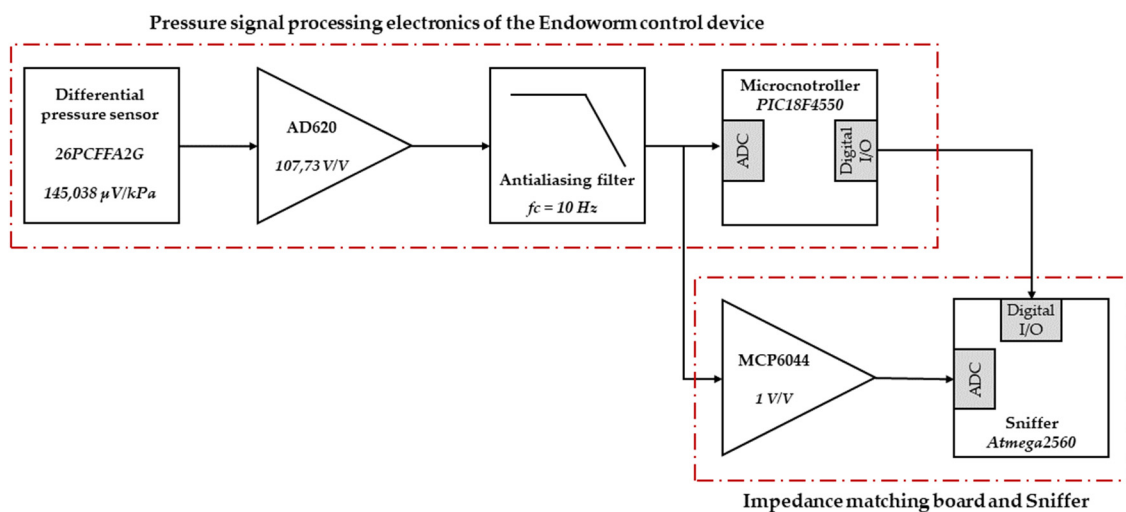 Pressure signal processing electronics of the Endoworm control device
Differential
pressure sensor
26PCFFA2G
145,038 µV/kPa
AD620
107,73 V/V
Antialiasing filter
fc = 10 Hz
Microcnotroller
PIC18F4550
ADC
Digital
I/O
MCP6044
1 V/V
Digital
I/O
ADC
Sniffer
Atmega2560
Impedance matching board and Sniffer